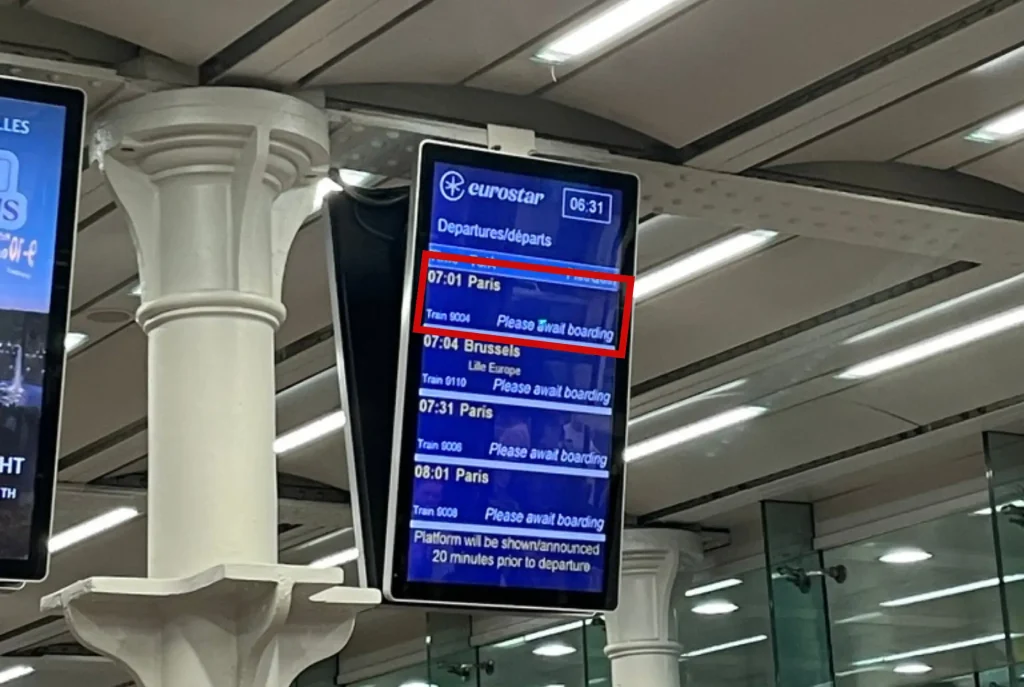 LLES
NS
HT
TH
eurostar
06:31
Departures/départs
07:01 Paris
Train 9004 Please await boarding
07:04 Brussels
Lille Europe
Train 9110 Please await boarding
07:31 Paris
Train 9006 Please await boarding
08:01 Paris
Train 9008 Please await boarding
Platform will be shown/announced
20 minutes prior to departure